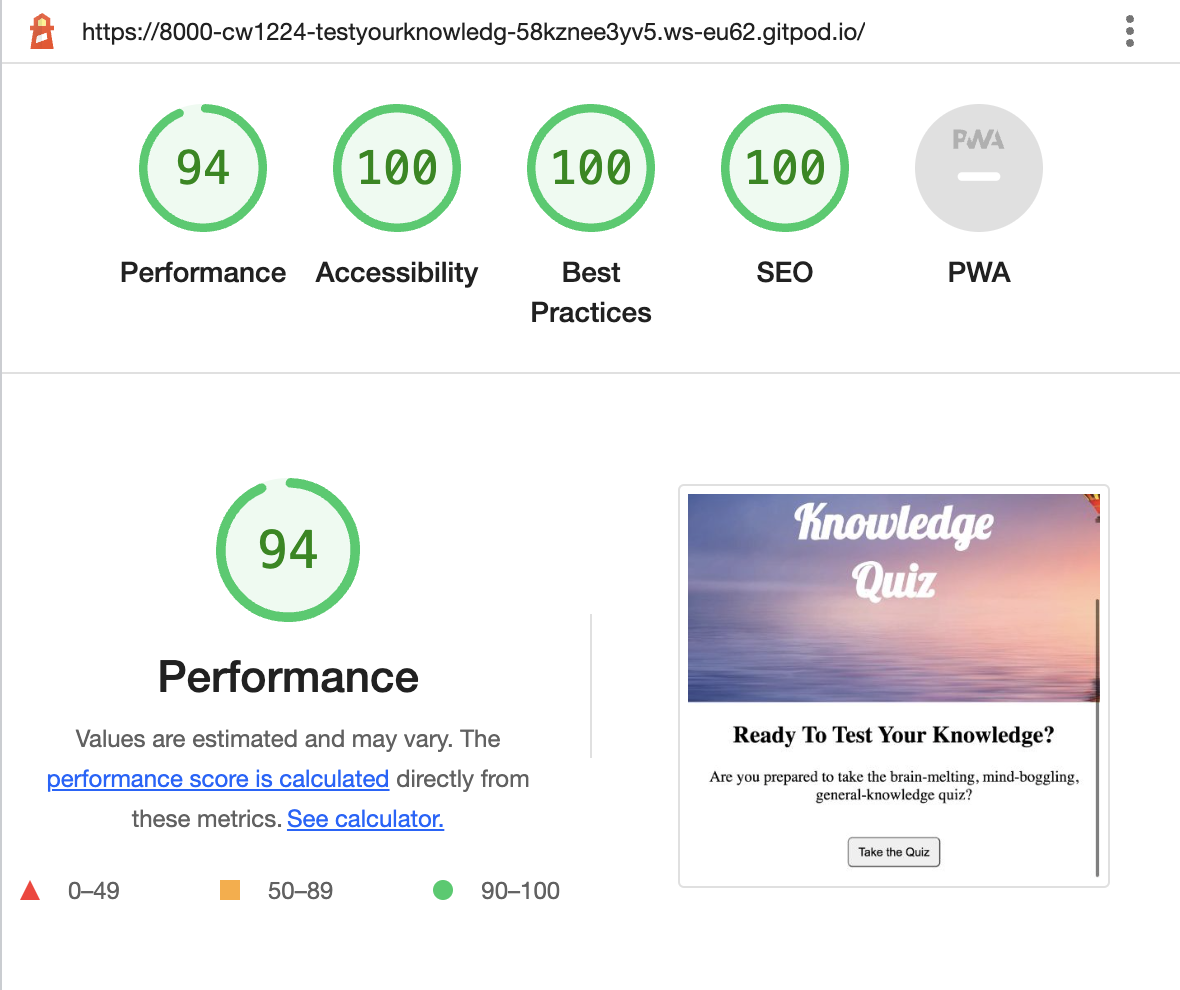 https://8000-cw1224-testyourknowledg-58kznee3yv5.ws-eu62.gitpod.io/
94
100
100
100
PWA
Performance
Accessibility
Best
Practices
SEO
PWA
94
Performance
Values are estimated and may vary. The
performance score is calculated directly from
these metrics. See calculator.
0–49
50–89
90–100
Knowledge
Quiz
Ready To Test Your Knowledge?
Are you prepared to take the brain-melting, mind-boggling,
general-knowledge quiz?
Take the Quiz